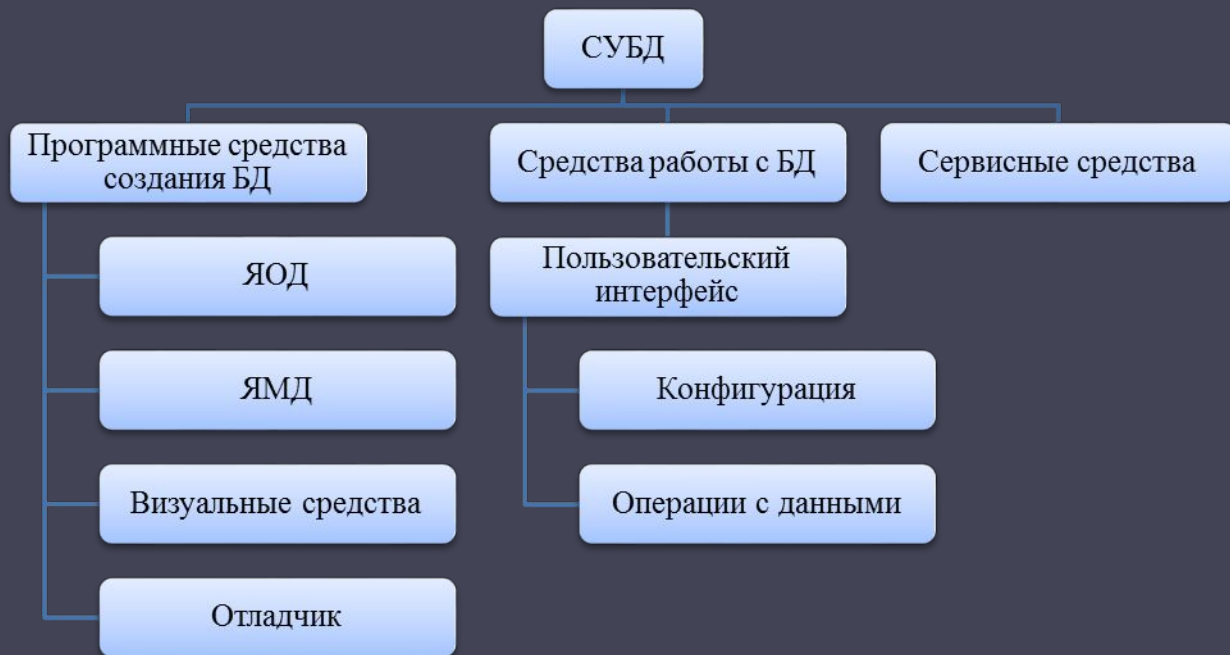 СУБД
Программные средства
создания БД
Средства работы с БД
Сервисные средства
ЯОД
Пользовательский
интерфейс
ЯМД
Конфигурация
Визуальные средства
Операции с данными
Отладчик